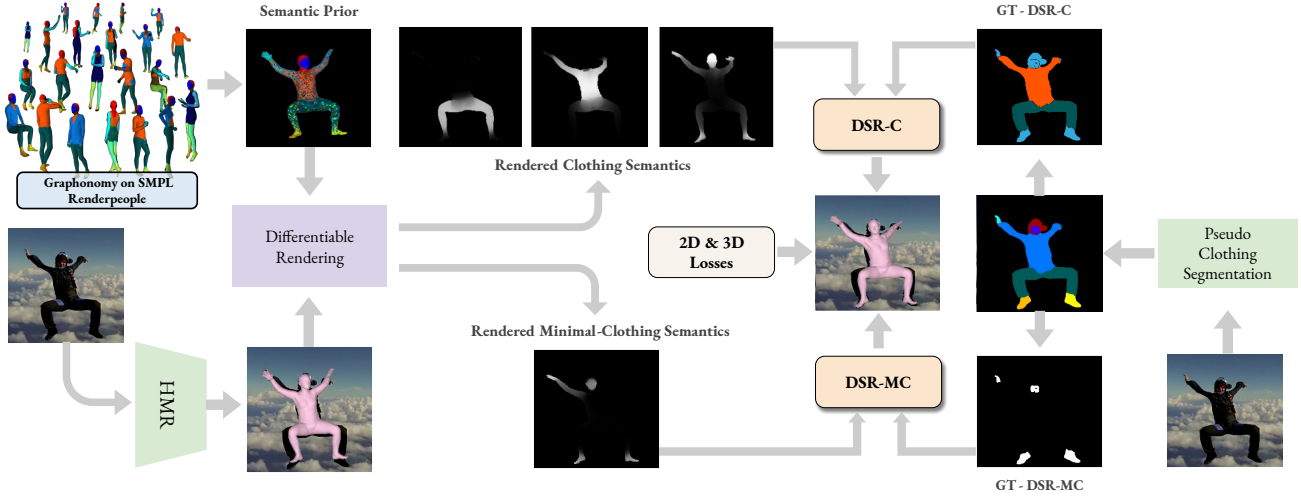 Semantic Prior
GT - DSR-C
DSR-C
Rendered Clothing Semantics
Graphonomy on SMPL
Renderpeople
Differentiable
Rendering
2D & 3D
Losses
Pseudo
Clothing
Segmentation
Rendered Minimal-Clothing Semantics
HMR
DSR-MC
GT - DSR-MC